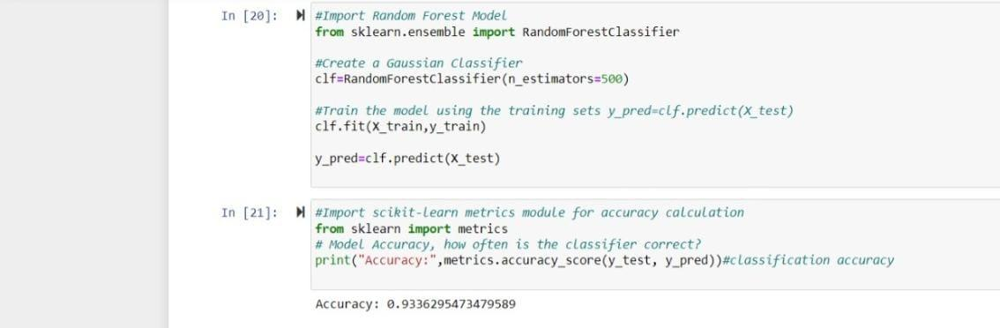 In [20]:
#Import Random Forest Model
from sklearn.ensemble import RandomForestClassifier
#Create a Gaussian Classifier
clf=RandomForestClassifier(n_estimators=500)
#Train the model using the training sets y_pred=clf.predict(X_test)
clf.fit(X_train,y_train)
y_pred=clf.predict(X_test)
In [21]:
#Import scikit-learn metrics module for accuracy calculation
from sklearn import metrics
# Model Accuracy, how often is the classifier correct?
print("Accuracy:",metrics.accuracy_score(y_test, y_pred))#classification accuracy
Accuracy: 0.9336295473479589